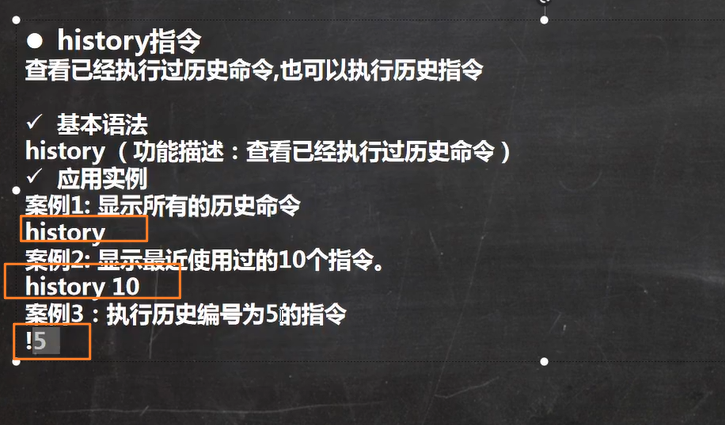 ● history指令
查看已经执行过历史命令,也可以执行历史指令
✓ 基本语法
history（功能描述：查看已经执行过历史命令）
✓ 应用实例
案例1: 显示所有的历史命令
history
案例2: 显示最近使用过的10个指令。
history 10
案例3：执行历史编号为5的指令
!5